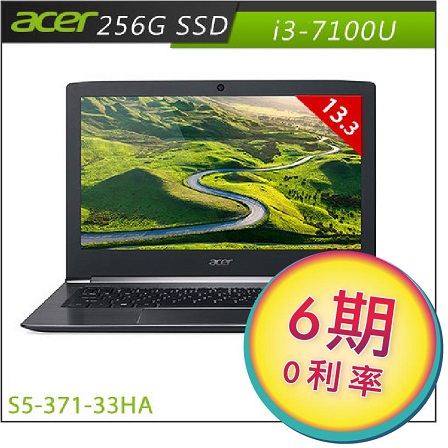 acer 256G SSD i3-7100U
13.3
acer
6期
0利率
S5-371-33HA